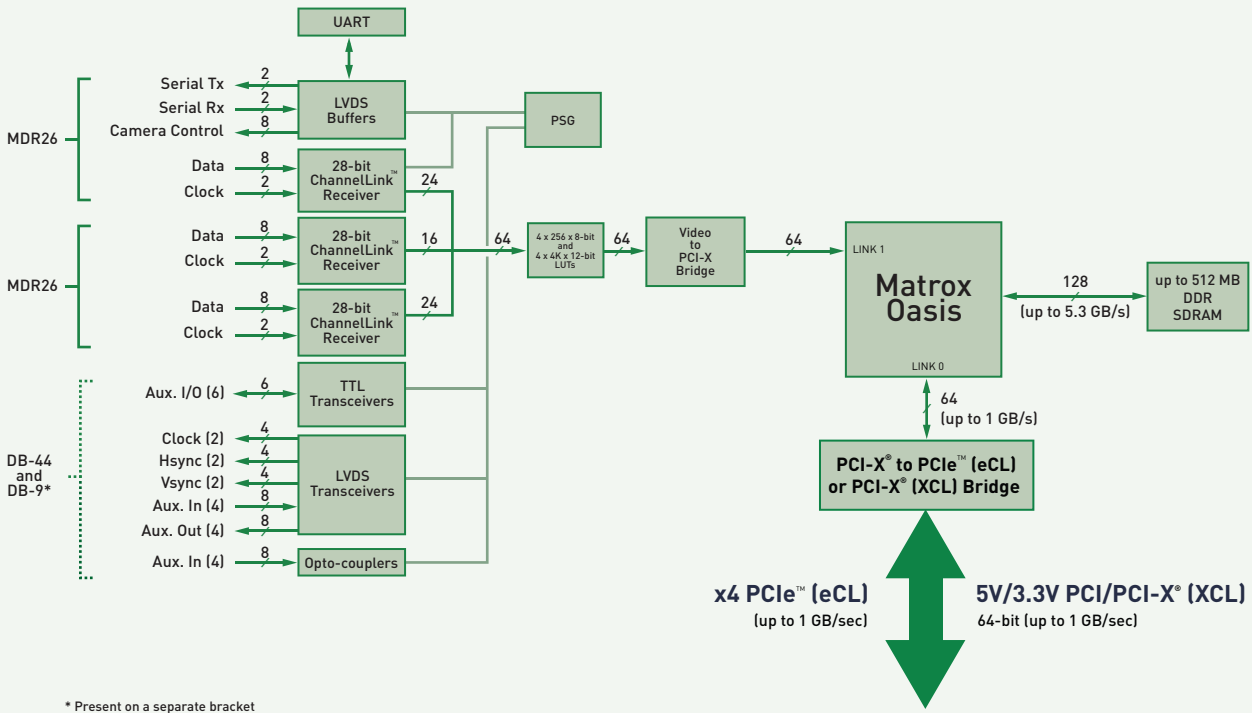 UART
MDR26
Serial Tx
2
Serial Rx
2
Camera Control
8
LVDS
Buffers
PSG
Data
8
Clock
2
28-bit
ChannelLink™
Receiver
24
MDR26
Data
8
Clock
2
28-bit
ChannelLink™
Receiver
16
64
4 x 256 x 8-bit
and
4 x 4K x 12-bit
LUTs
64
Video
to
PCI-X
Bridge
64
LINK 1
Matrox
Oasis
LINK 0
128
(up to 5.3 GB/s)
up to 512 MB
DDR
SDRAM
Data
8
Clock
2
28-bit
ChannelLink™
Receiver
24
DB-44
and
DB-9*
Aux. I/O (6)
6
TTL
Transceivers
Clock (2)
4
Hsync (2)
4
Vsync (2)
4
Aux. In (4)
8
Aux. Out (4)
8
LVDS
Transceivers
Aux. In (4)
8
Opto-couplers
64
(up to 1 GB/s)
PCI-X® to PCIe™ (eCL)
or PCI-X® (XCL) Bridge
x4 PCIe™ (eCL)
(up to 1 GB/sec)
5V/3.3V PCI/PCI-X® (XCL)
64-bit (up to 1 GB/sec)
* Present on a separate bracket